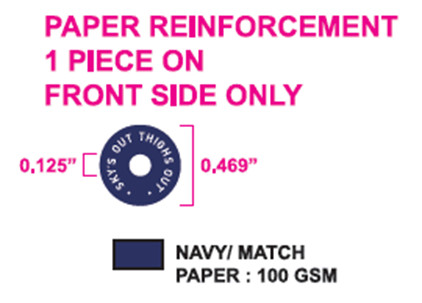 PAPER REINFORCEMENT
1 PIECE ON
FRONT SIDE ONLY
0.125”
SKY'S OUT THIGHS OUT
0.469”
NAVY/ MATCH
PAPER : 100 GSM